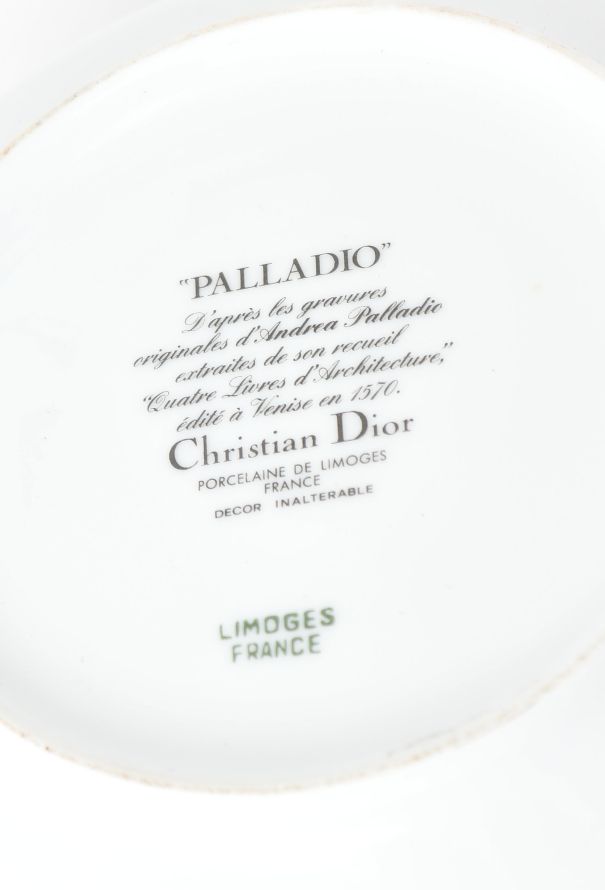 "PALLADIO"
D'après les gravures
originales d'Andrea Palladio
extraites de son recueil
"Quatre Livres d'Architecture,"
édité à Venise en 1570.
Christian Dior
PORCELAINE DE LIMOGES
FRANCE
DECOR INALTERABLE
LIMOGES
FRANCE